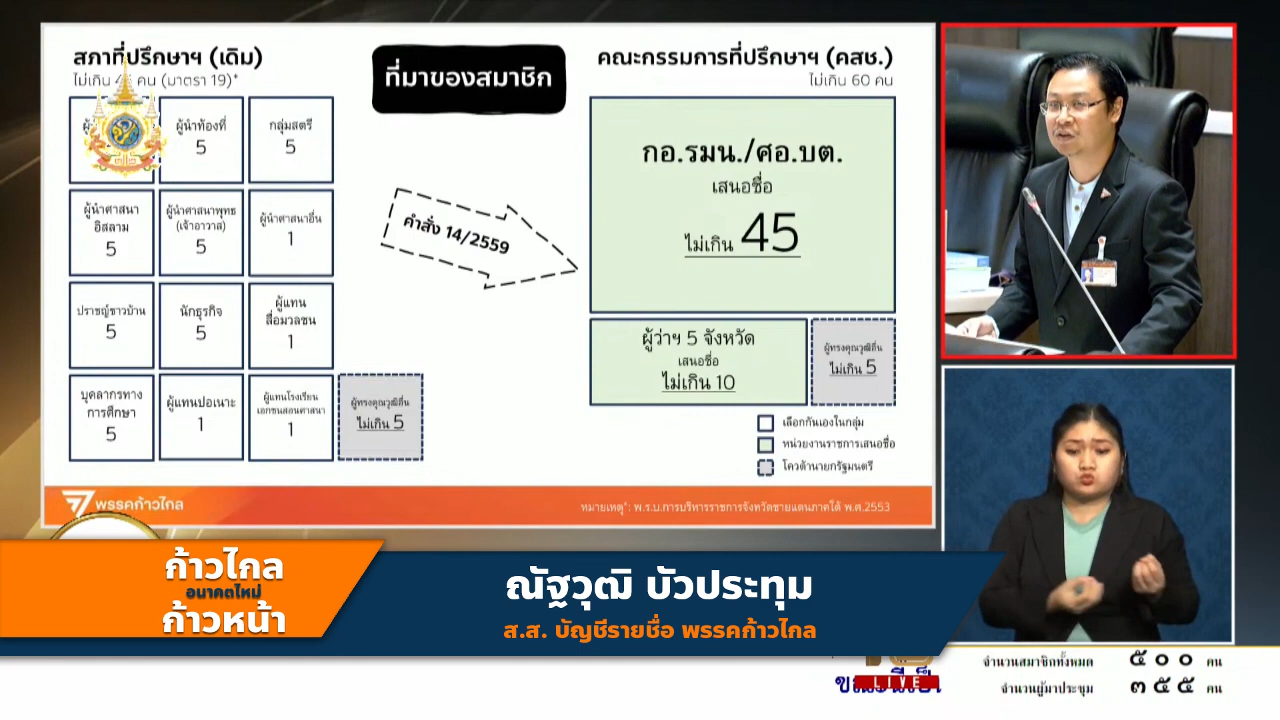 สภาที่ปรึกษาฯ (เดิม)
ไม่เกิน คน (มาตรา 19)*
ผู้นำท้องที่
5
กลุ่มสตรี
5
ผู้นำศาสนา
อิสลาม
5
ผู้นำศาสนาพุทธ
(เจ้าอาวาส)
5
ผู้นำศาสนาอื่น
1
ปราชญ์ชาวบ้าน
5
นักธุรกิจ
5
ผู้แทน
สื่อมวลชน
1
บุคลากรทาง
การศึกษา
5
ผู้แทนปอเนาะ
1
ผู้แทนโรงเรียน
เอกชนสอนศาสนา
1
ผู้ทรงคุณวุฒิอื่น
ไม่เกิน 5
ที่มาของสมาชิก
คำสั่ง 14/2559
คณะกรรมการที่ปรึกษาฯ (คสช.)
ไม่เกิน 60 คน
กอ.รมน./ศอ.บต.
เสนอชื่อ
ไม่เกิน 45
ผู้ว่าฯ 5 จังหวัด
เสนอชื่อ
ไม่เกิน 10
ผู้ทรงคุณวุฒิอื่น
ไม่เกิน 5
เลือกกันเองในกลุ่ม
หน่วยงานราชการเสนอชื่อ
โควต้านายกรัฐมนตรี
พรรคก้าวไกล
หมายเหตุ*: พ.ร.บ.การบริหารราชการจังหวัดชายแดนภาคใต้ พ.ศ.2553
ก้าวไกล
อนาคตใหม่
ก้าวหน้า
ณัฐวุฒิ บัวประทุม
ส.ส. บัญชีรายชื่อ พรรคก้าวไกล
LIVE
จำนวนสมาชิกทั้งหมด ๕๐๐ คน
จำนวนผู้มาประชุม ๓๕๕ คน